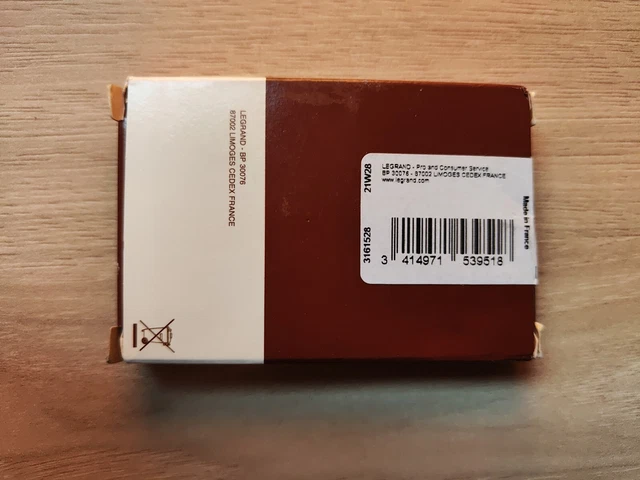 LEGRAND - BP 30076
87002 LIMOGES CEDEX FRANCE
21W28
3161528
LEGRAND - Pro and Consumer Service
BP 30076 - 87002 LIMOGES CEDEX FRANCE
www.legrand.com
3 414971 539518
Made in France